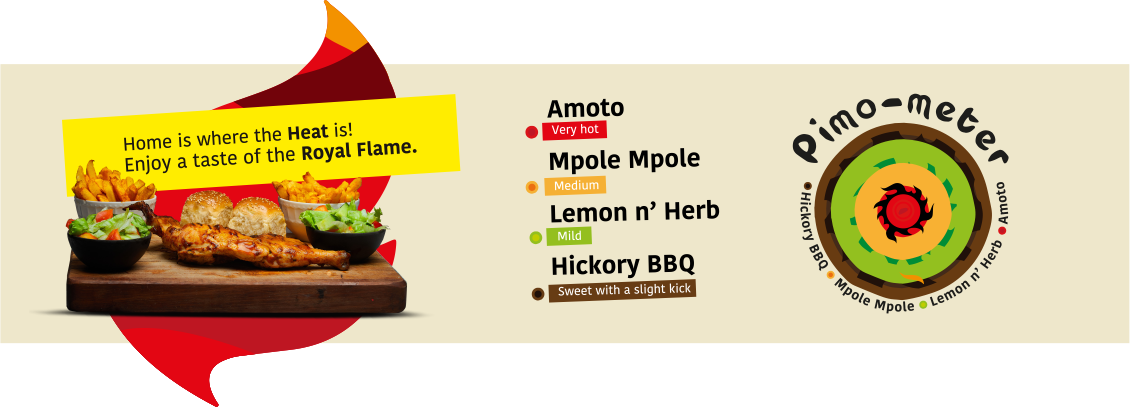 Home is where the Heat is!
Enjoy a taste of the Royal Flame.
Amoto
Very hot
Mpole Mpole
Medium
Lemon n’ Herb
Mild
Hickory BBQ
Sweet with a slight kick
Pimo-meter
Hickory BBQ
Mpole Mpole
Lemon n’ Herb
Amoto